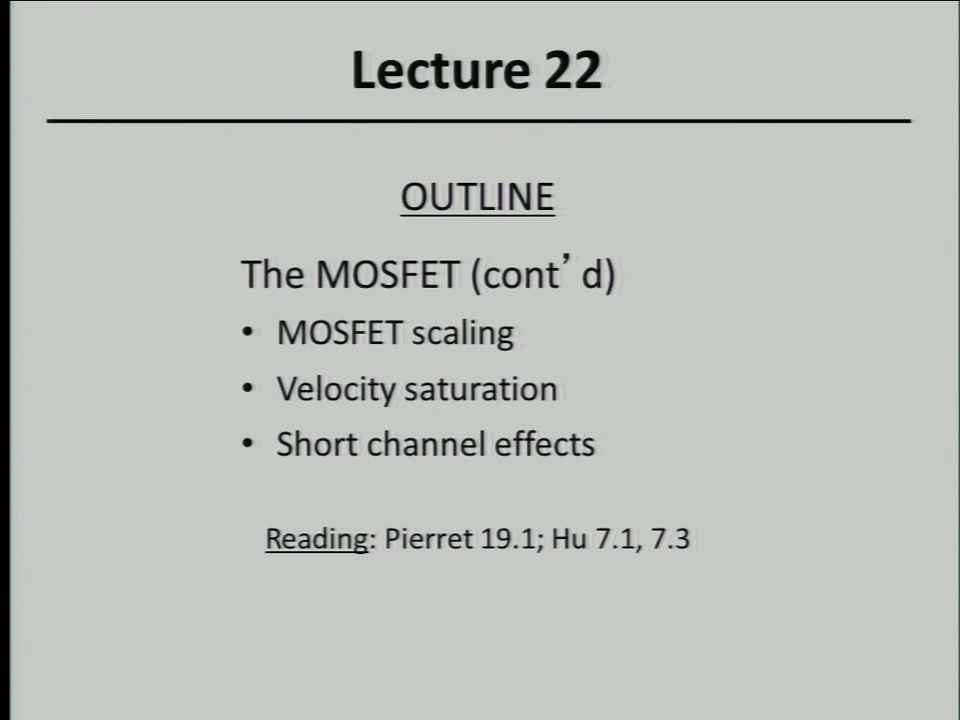 Lecture 22
OUTLINE
The MOSFET (cont’d)
• MOSFET scaling
• Velocity saturation
• Short channel effects
Reading: Pierret 19.1; Hu 7.1, 7.3